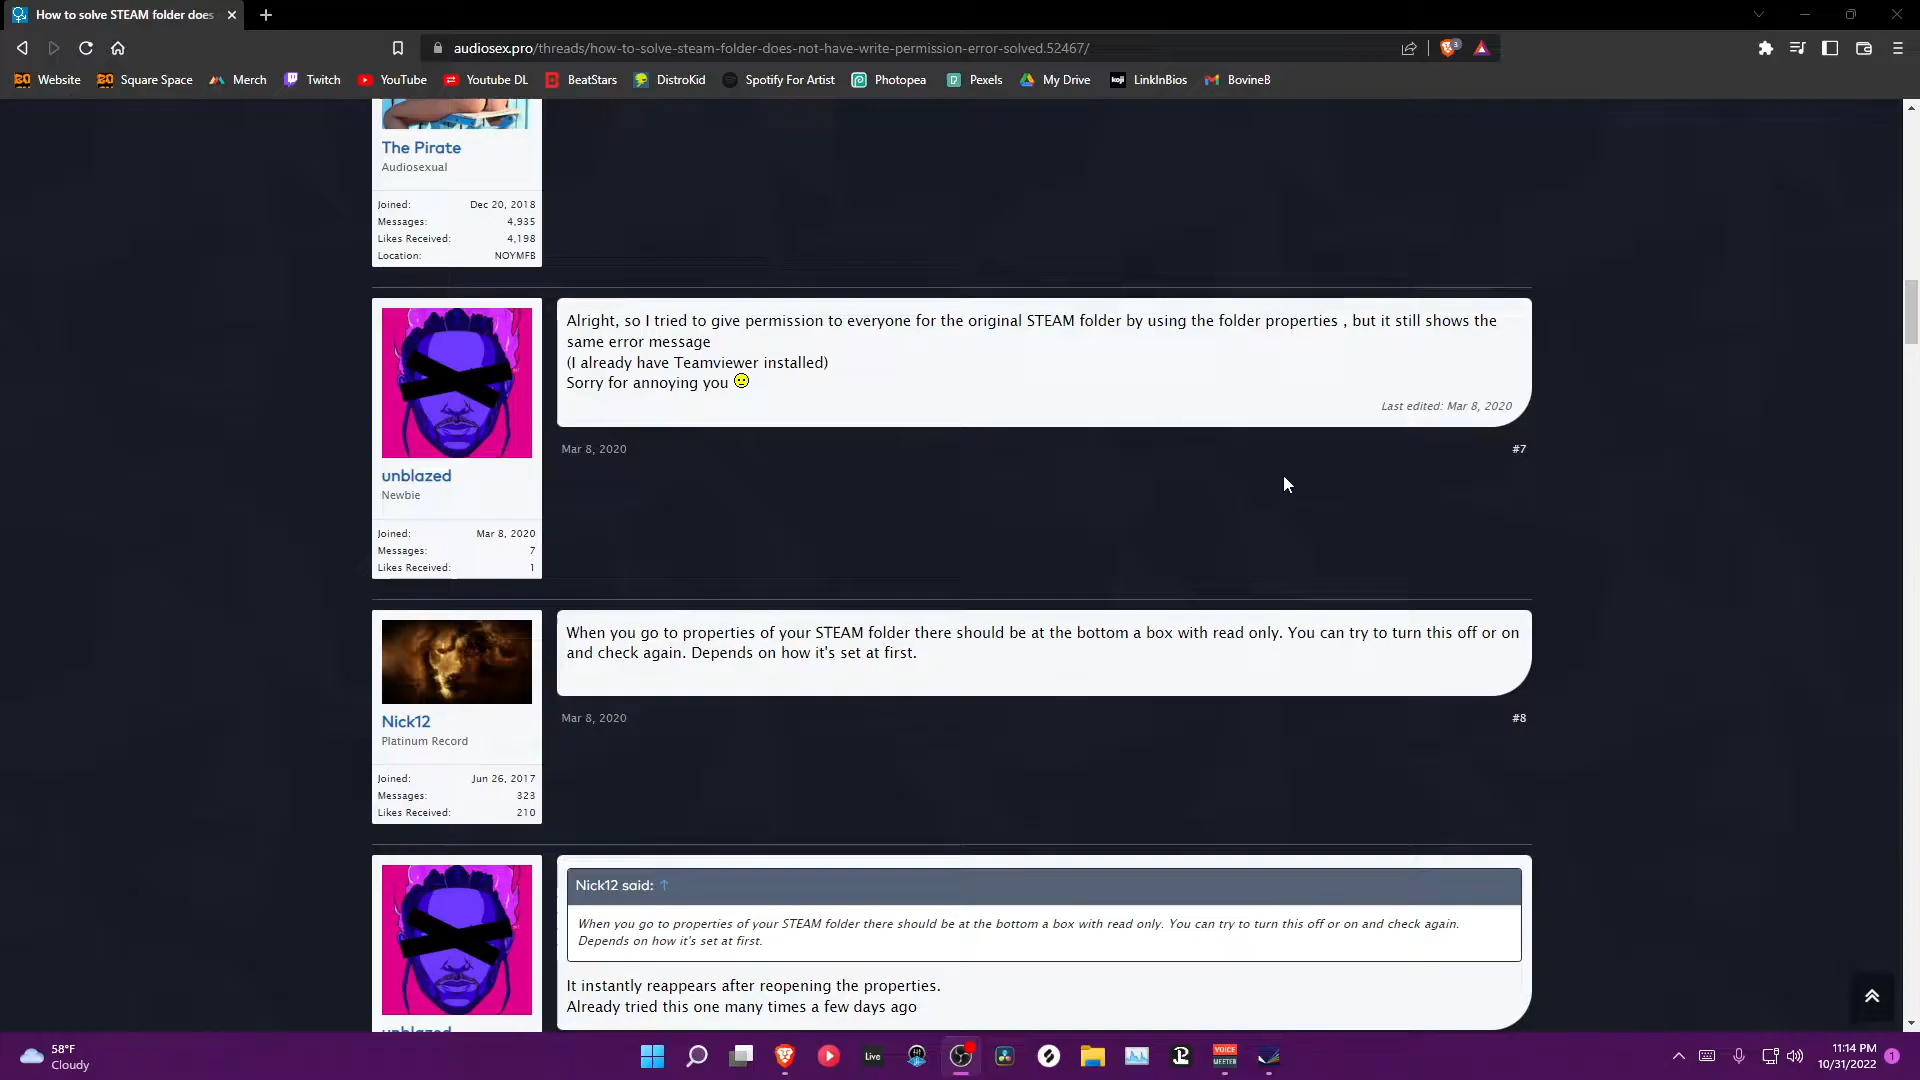 How to solve STEAM folder does
audiosex.pro/threads/how-to-solve-steam-folder-does-not-have-write-permission-error-solved.52467/
3
Website Square Space Merch Twitch YouTube Youtube DL BeatStars DistroKid Spotify For Artist Photopea Pexels My Drive koji LinkInBios BovineB
The Pirate
Audiosexual
Joined: Dec 20, 2018
Messages: 4,935
Likes Received: 4,198
Location: NOYMFB
Alright, so I tried to give permission to everyone for the original STEAM folder by using the folder properties , but it still shows the
same error message
(I already have Teamviewer installed)
Sorry for annoying you
Last edited: Mar 8, 2020
Mar 8, 2020 #7
unblazed
Newbie
Joined: Mar 8, 2020
Messages: 7
Likes Received: 1
When you go to properties of your STEAM folder there should be at the bottom a box with read only. You can try to turn this off or on
and check again. Depends on how it's set at first.
Mar 8, 2020 #8
Nick12
Platinum Record
Joined: Jun 26, 2017
Messages: 323
Likes Received: 210
Nick12 said: ↑
When you go to properties of your STEAM folder there should be at the bottom a box with read only. You can try to turn this off or on and check again.
Depends on how it's set at first.
It instantly reappears after reopening the properties.
Already tried this one many times a few days ago
unblazed
58°F
Cloudy
Live
VOICE
MEETER
11:14 PM
10/31/2022
1